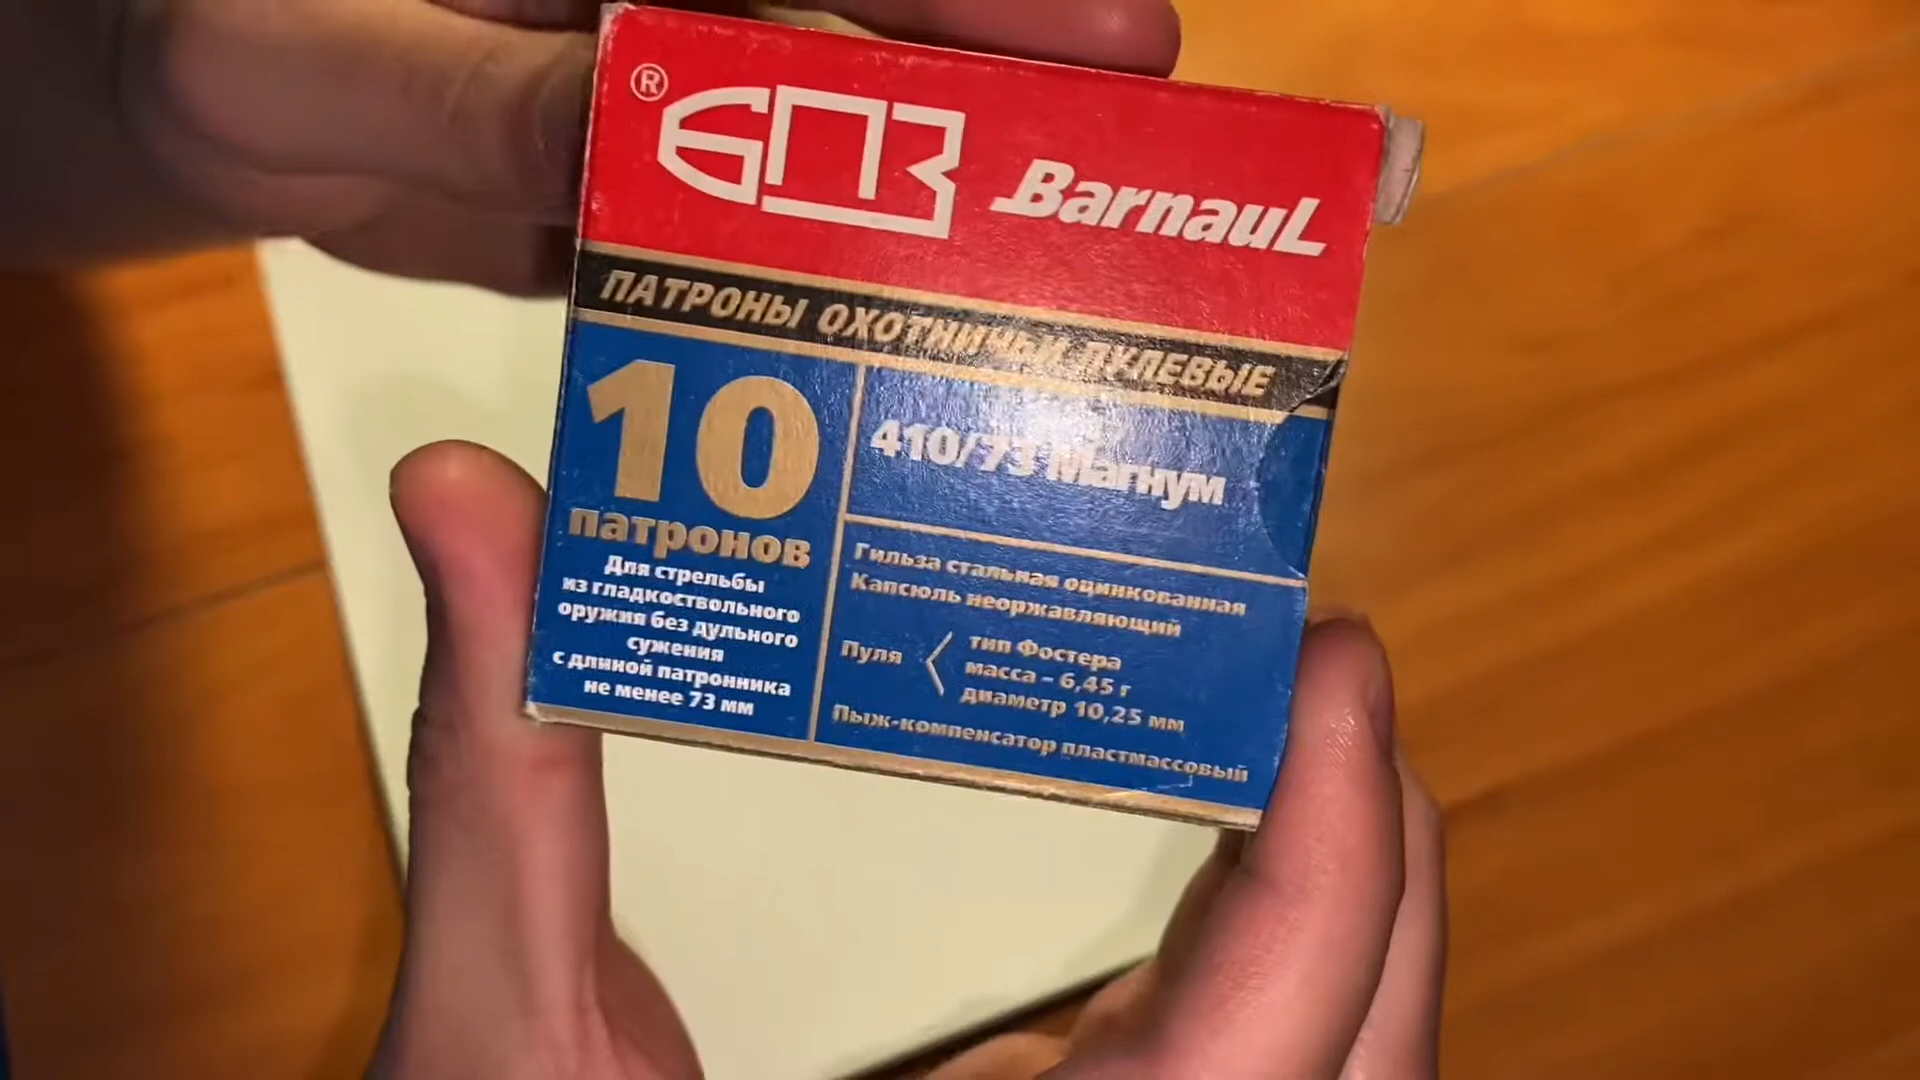 ®
БПЗ BarnauL
ПАТРОНЫ ОХОТНИЧЬИ ПУЛЕВЫЕ
10
патронов
Для стрельбы
из гладкоствольного
оружия без дульного
сужения
с длиной патронника
не менее 73 мм
410/73 Магнум
Гильза стальная оцинкованная
Капсюль неоржавляющий
Пуля
тип Фостера
масса – 6,45 г
диаметр 10,25 мм
Пыж-компенсатор пластмассовый